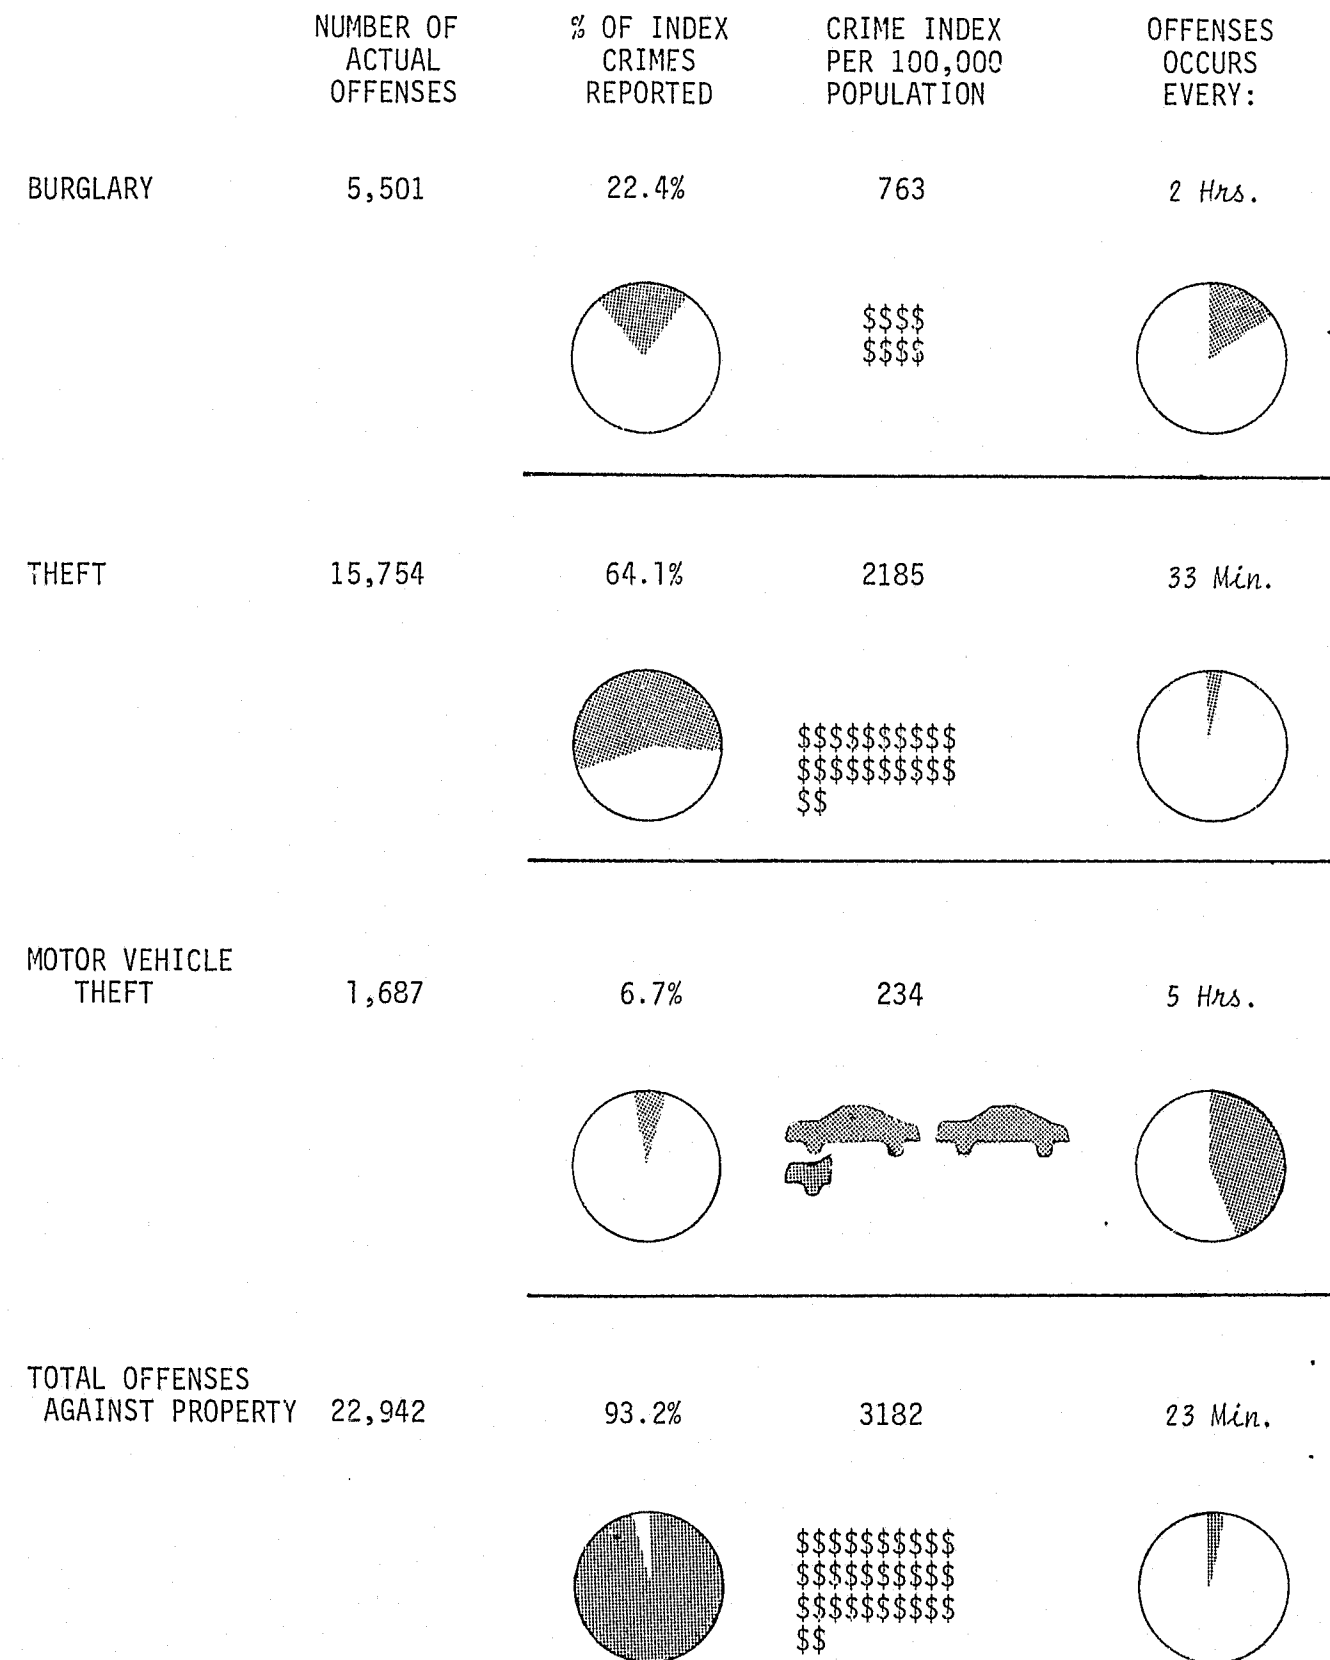 NUMBER OF ACTUAL OFFENSES
% OF INDEX CRIMES REPORTED
CRIME INDEX PER 100,000 POPULATION
OFFENSES OCCURS EVERY:
BURGLARY 5,501 22.4% 763 2 Hrs.
$$$$
$$$$
THEFT 15,754 64.1% 2185 33 Min.
$$$$$$$$$$
$$$$$$$$$$
$$
MOTOR VEHICLE
THEFT 1,687 6.7% 234 5 Hrs.
TOTAL OFFENSES
AGAINST PROPERTY 22,942 93.2% 3182 23 Min.
$$$$$$$$$$
$$$$$$$$$$
$$$$$$$$$$
$$